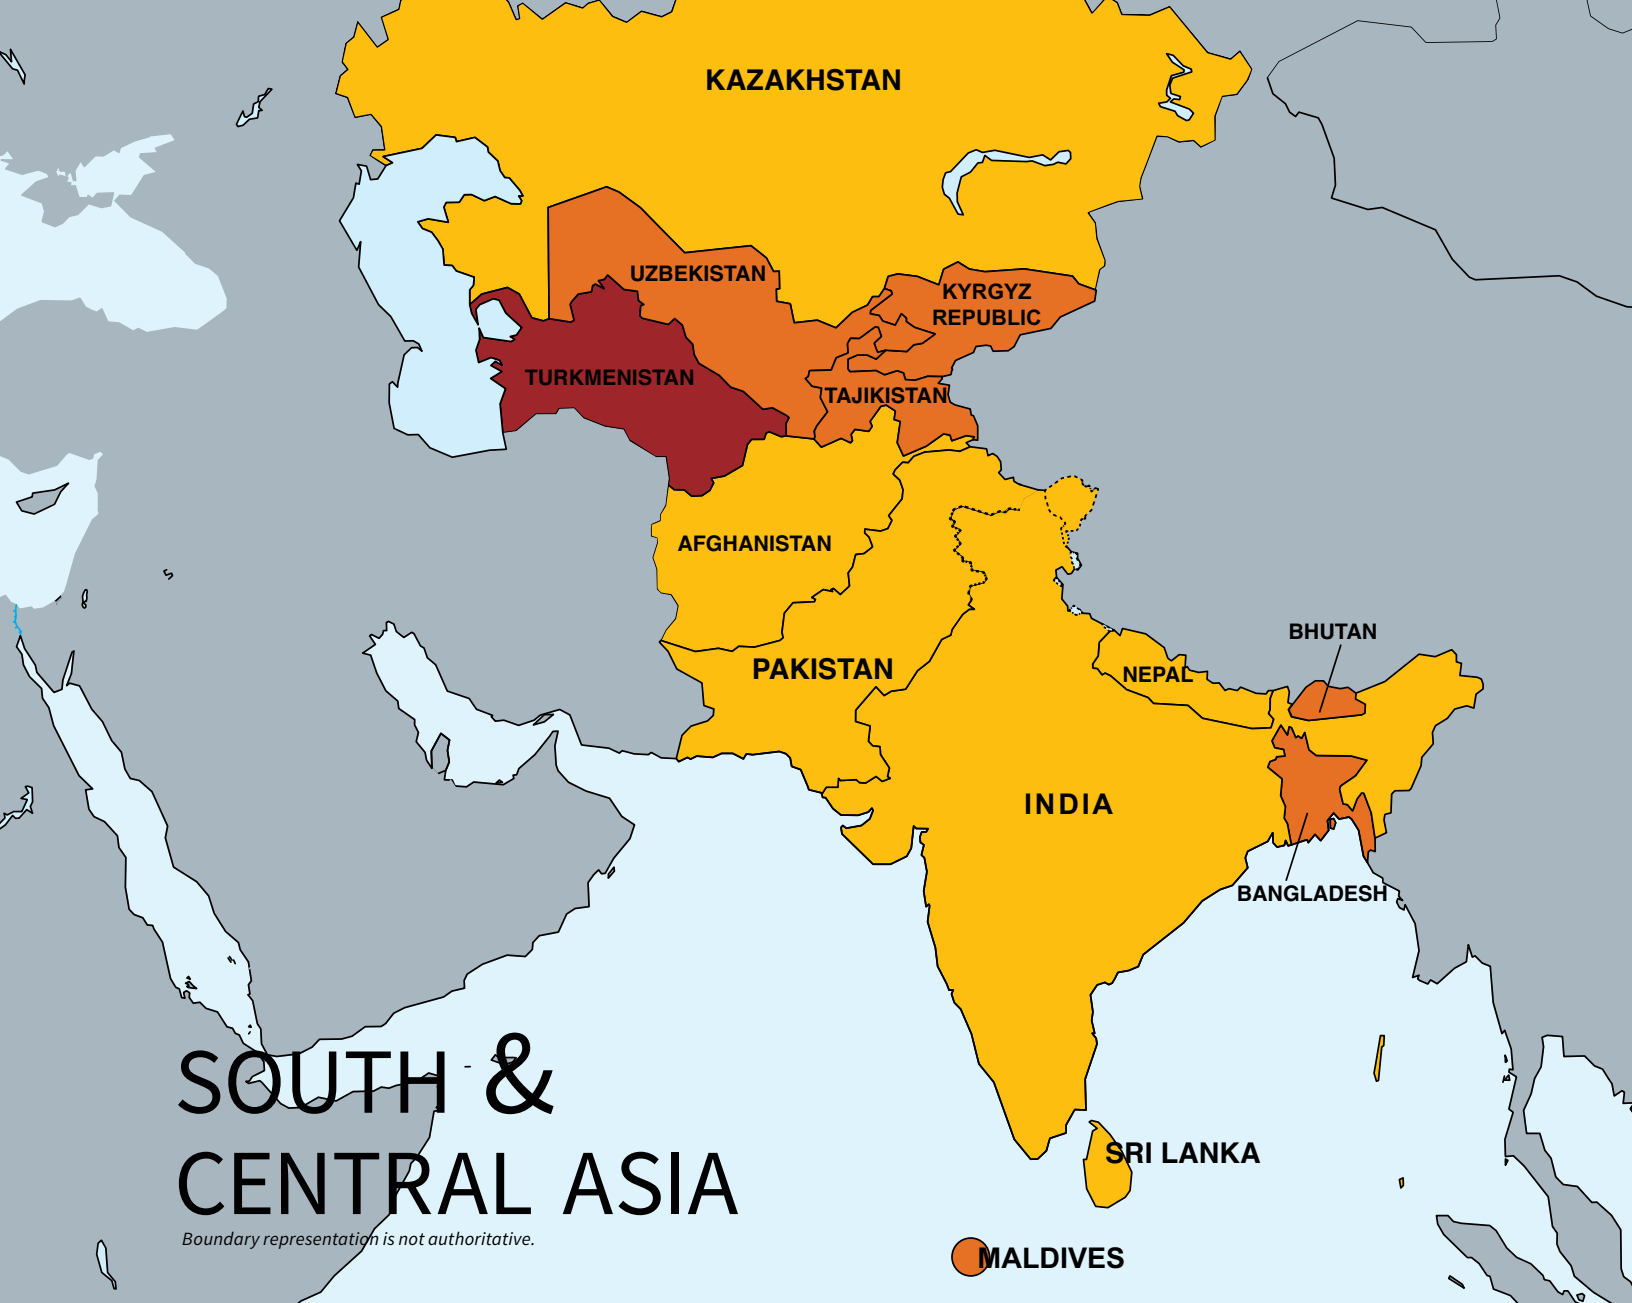 KAZAKHSTAN
UZBEKISTAN
KYRGYZ
REPUBLIC
TURKMENISTAN
TAJIKISTAN
AFGHANISTAN
PAKISTAN
NEPAL
BHUTAN
INDIA
BANGLADESH
SRI LANKA
MALDIVES
SOUTH &
CENTRAL ASIA
Boundary representation is not authoritative.